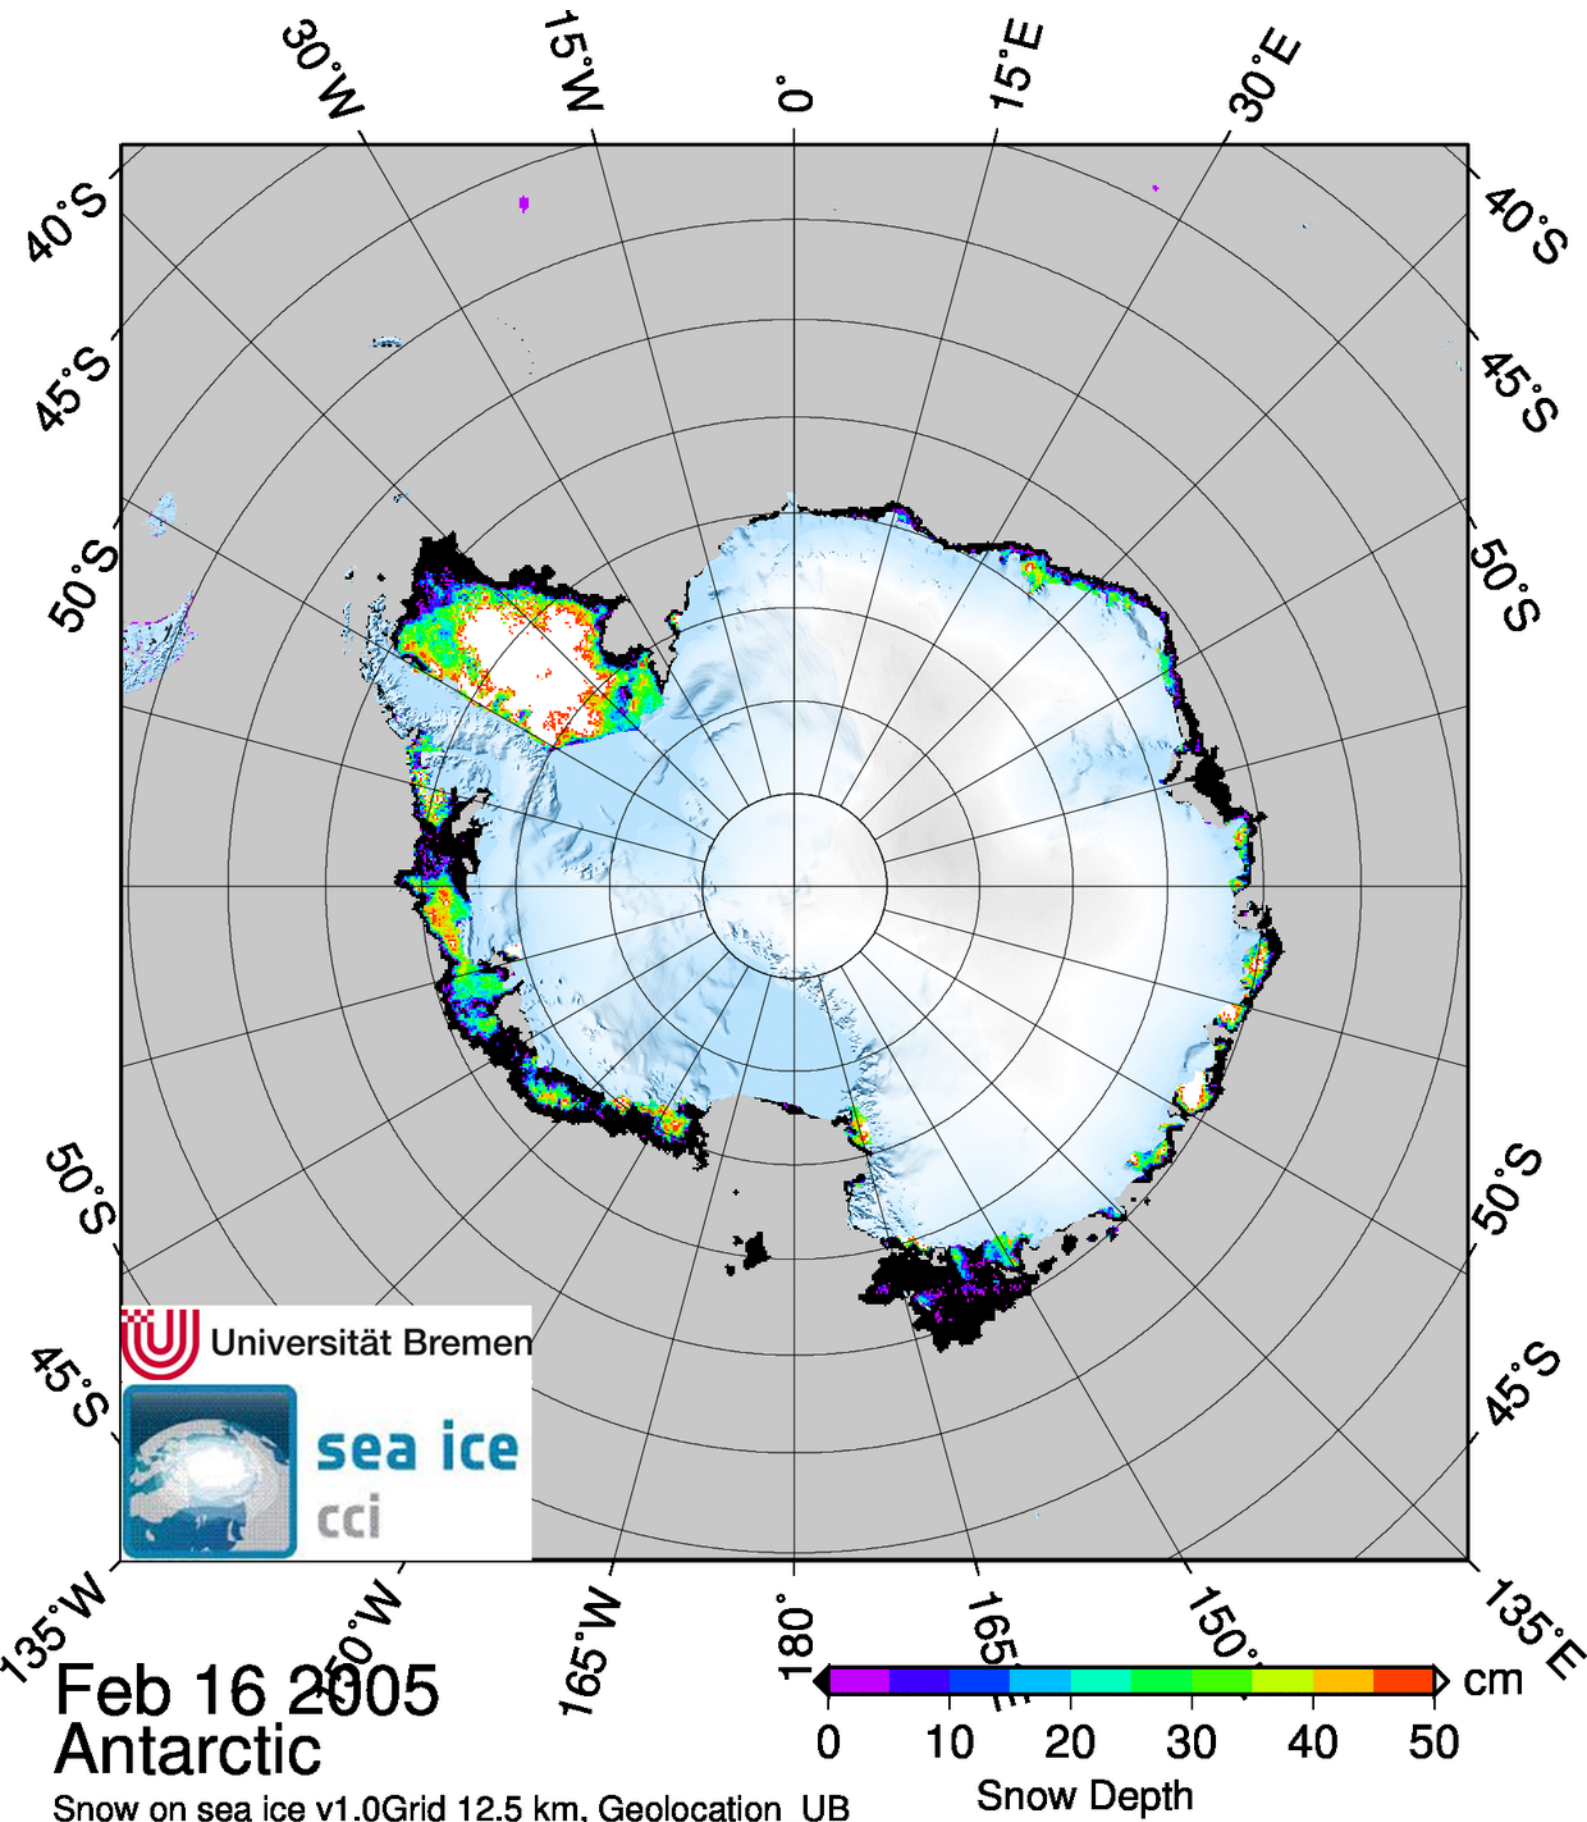 30°W
15°W
0°
15°E
30°E
40°S
40°S
45°S
45°S
50°S
50°S
50°S
50°S
45°S
45°S
Universität Bremen
sea ice
cci
135°W
165°W
180°
135°E
Feb 16 2005
Antarctic
Snow on sea ice v1.0Grid 12.5 km, Geolocation UB
cm
0 10 20 30 40 50
Snow Depth